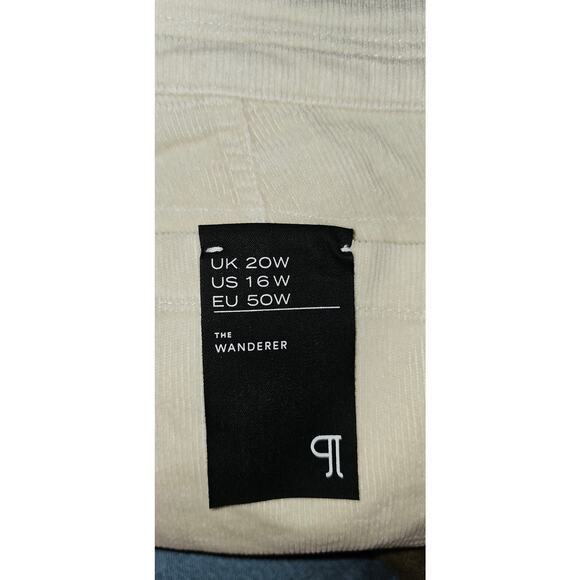 UK 20W
US 16W
EU 50W
THE
WANDERER